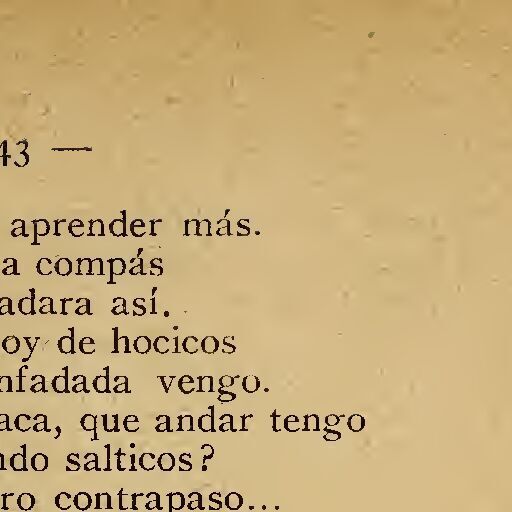 43 —
aprender más.
a compás
adara así.
oy de hocicos
nfadada vengo.
aca, que andar tengo
ndo salticos?
ro contrapaso...